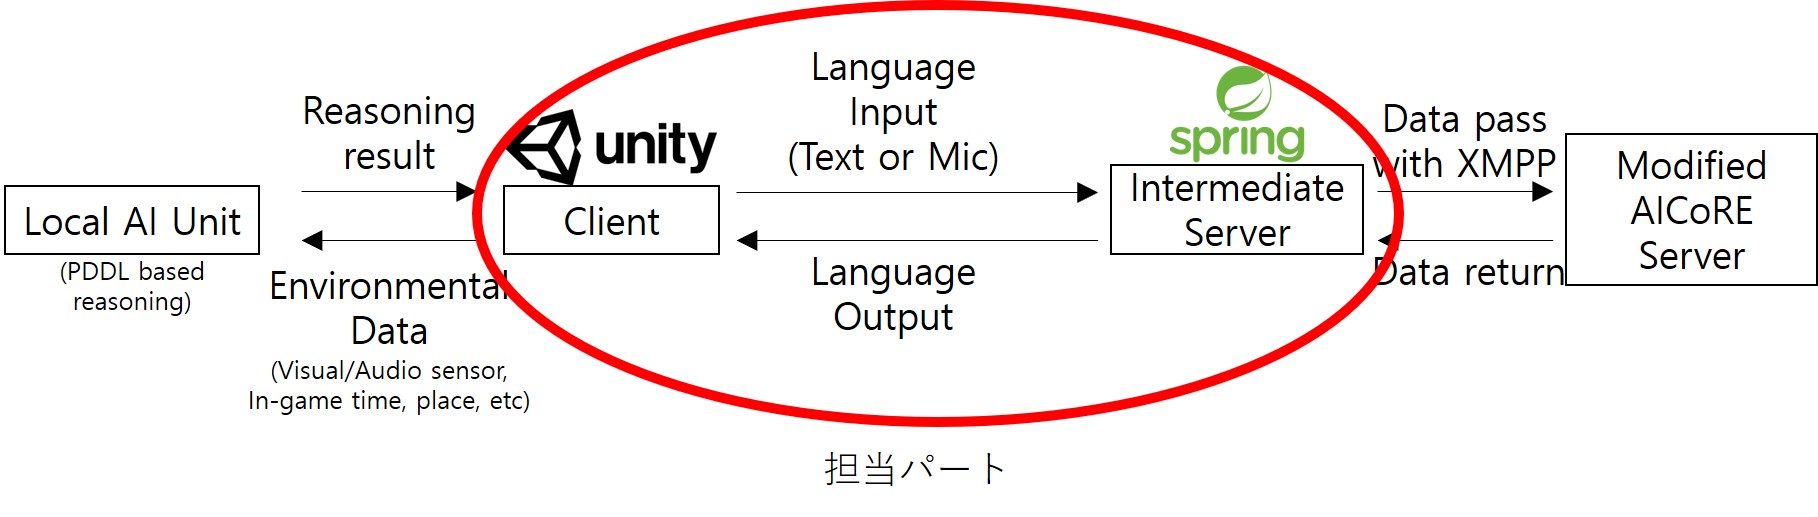 Reasoning
result
Local AI Unit
(PDDL based
reasoning)
Environmental
Data
(Visual/Audio sensor,
In-game time, place, etc)
unity
Client
Language
Input
(Text or Mic)
Language
Output
spring
Intermediate
Server
Data pass
with XMPP
Data return
Modified
AICoRE
Server
担当パート